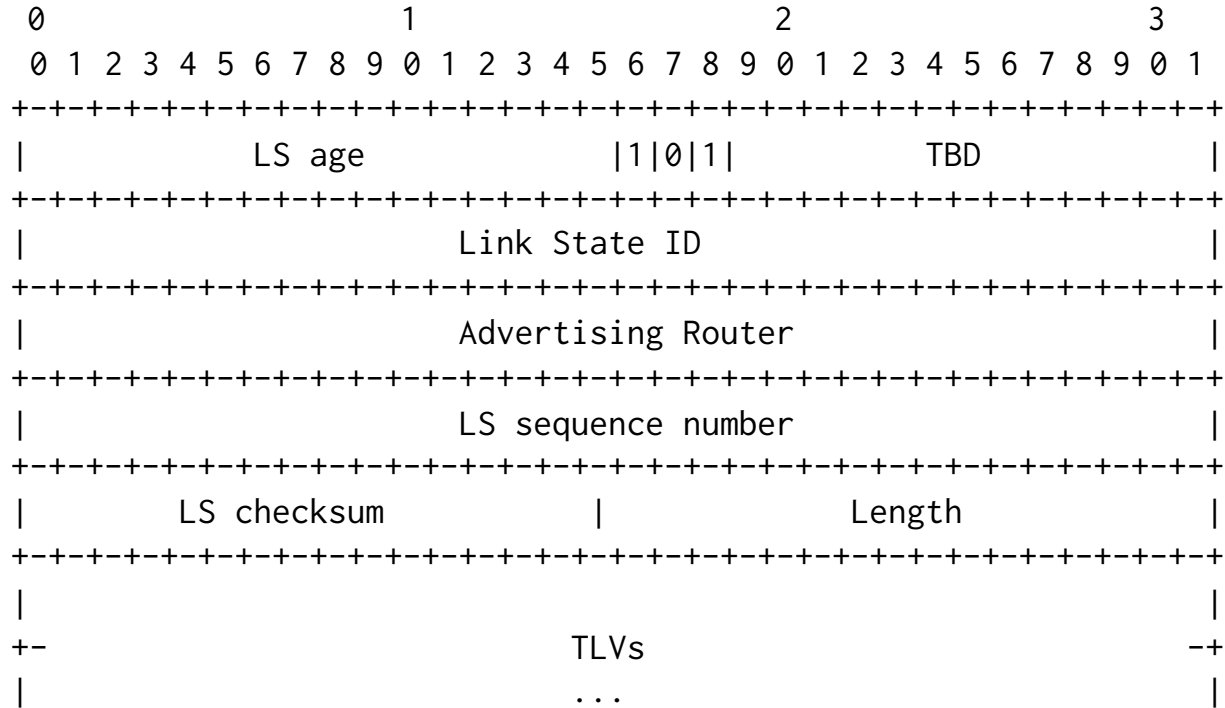 0                   1                   2                   3
 0 1 2 3 4 5 6 7 8 9 0 1 2 3 4 5 6 7 8 9 0 1 2 3 4 5 6 7 8 9 0 1
+-+-+-+-+-+-+-+-+-+-+-+-+-+-+-+-+-+-+-+-+-+-+-+-+-+-+-+-+-+-+-+-+
|            LS age             |1|0|1|          TBD            |
+-+-+-+-+-+-+-+-+-+-+-+-+-+-+-+-+-+-+-+-+-+-+-+-+-+-+-+-+-+-+-+-+
|                       Link State ID                           |
+-+-+-+-+-+-+-+-+-+-+-+-+-+-+-+-+-+-+-+-+-+-+-+-+-+-+-+-+-+-+-+-+
|                       Advertising Router                      |
+-+-+-+-+-+-+-+-+-+-+-+-+-+-+-+-+-+-+-+-+-+-+-+-+-+-+-+-+-+-+-+-+
|                       LS sequence number                      |
+-+-+-+-+-+-+-+-+-+-+-+-+-+-+-+-+-+-+-+-+-+-+-+-+-+-+-+-+-+-+-+-+
|        LS checksum           |             Length             |
+-+-+-+-+-+-+-+-+-+-+-+-+-+-+-+-+-+-+-+-+-+-+-+-+-+-+-+-+-+-+-+-+
|                                                               |
+-                            TLVs                             -+
|                             ...                               |